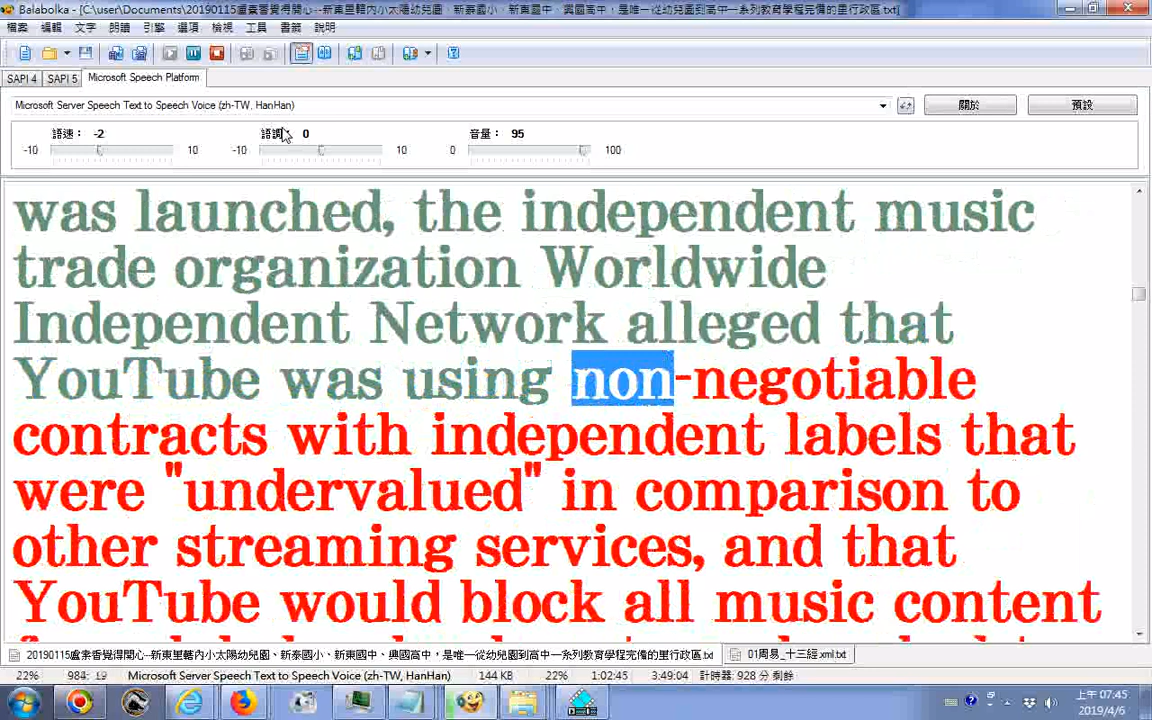 Balabolka - [C:\user\Documents\20190115盧素香覺得開心--新東里轄內小太陽幼兒園、新泰國小、新東國中、興國高中，是唯一從幼兒園到高中一系列教育學程完備的里行政區.txt]
檔案 編輯 文字 朗讀 引擎 選項 檢視 工具 書籤 說明
SAPI 4 SAPI 5 Microsoft Speech Platform
Microsoft Server Speech Text to Speech Voice (zh-TW, HanHan) 關於 預設
語速： -2 語調： 0 音量： 95
-10 10 -10 10 0 100
was launched, the independent music
trade organization Worldwide
Independent Network alleged that
YouTube was using non-negotiable
contracts with independent labels that
were "undervalued" in comparison to
other streaming services, and that
YouTube would block all music content
20190115盧素香覺得開心--新東里轄內小太陽幼兒園、新泰國小、新東國中、興國高中，是唯一從幼兒園到高中一系列教育學程完備的里行政區.txt 01周易_十三經.xml.txt
22% 984: 19 Microsoft Server Speech Text to Speech Voice (zh-TW, HanHan) 144 KB 22% 1:02:45 3:49:04 計時器: 928 分 剩餘
上午 07:45
2019/4/6